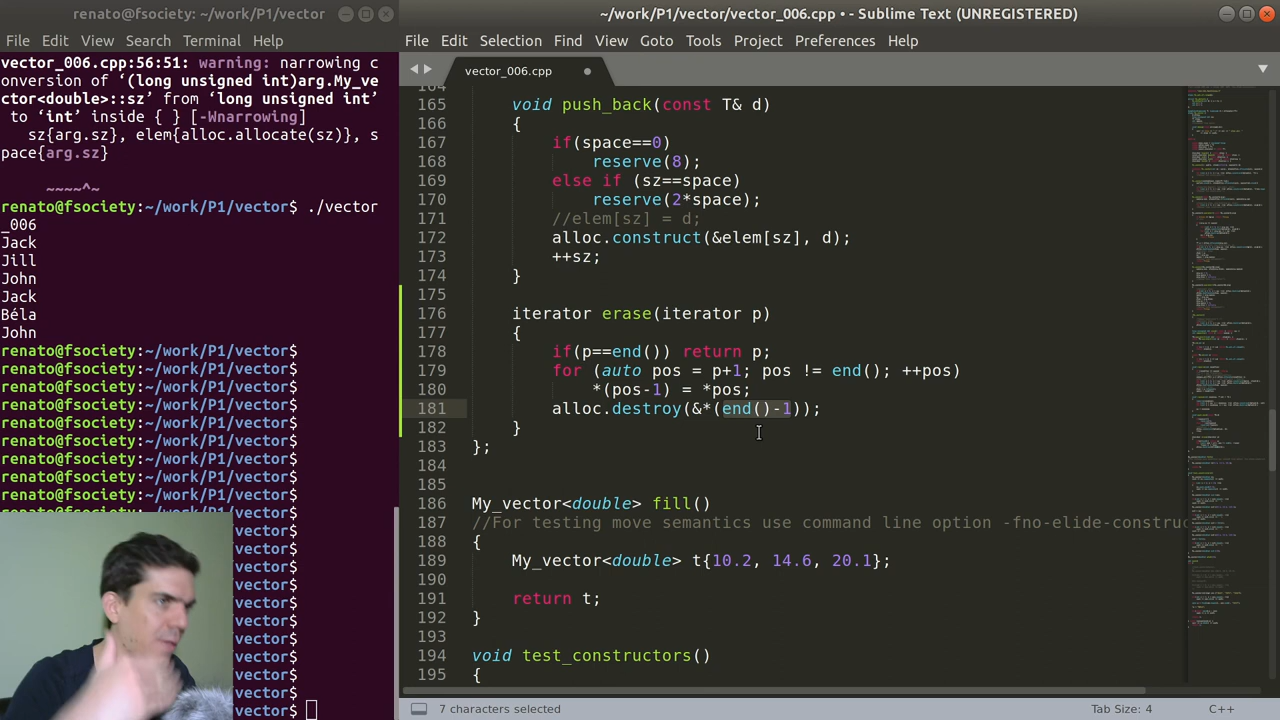 renato@fsociety: ~/work/P1/vector
File Edit View Search Terminal Help
vector_006.cpp:56:51: warning: narrowing c
onversion of ‘(long unsigned int)arg.My_ve
ctor<double>::sz’ from ‘long unsigned int’
to ‘int’ inside { } [-Wnarrowing]
sz{arg.sz}, elem{alloc.allocate(sz)}, s
pace{arg.sz}
~~~~^~
renato@fsociety:~/work/P1/vector$ ./vector
_006
Jack
Jill
John
Jack
Béla
John
renato@fsociety:~/work/P1/vector$
renato@fsociety:~/work/P1/vector$
renato@fsociety:~/work/P1/vector$
renato@fsociety:~/work/P1/vector$
renato@fsociety:~/work/P1/vector$
renato@fsociety:~/work/P1/vector$
renato@fsociety:~/work/P1/vector$
renato@fsociety:~/work/P1/vector$
renato@fsociety:~/work/P1/vector$
renato@fsociety:~/work/P1/vector$
vector$
vector$
vector$
vector$
vector$
vector$
vector$
vector$
vector$
vector$
~/work/P1/vector/vector_006.cpp • - Sublime Text (UNREGISTERED)
File Edit Selection Find View Goto Tools Project Preferences Help
vector_006.cpp
164
165 void push_back(const T& d)
166 {
167 if(space==0)
168 reserve(8);
169 else if (sz==space)
170 reserve(2*space);
171 //elem[sz] = d;
172 alloc.construct(&elem[sz], d);
173 ++sz;
174 }
175
176 iterator erase(iterator p)
177 {
178 if(p==end()) return p;
179 for (auto pos = p+1; pos != end(); ++pos)
180 *(pos-1) = *pos;
181 alloc.destroy(&*(end()-1));
182 }
183 };
184
185
186 My_vector<double> fill()
187 //for testing move semantics use command line option -fno-elide-construc
188 {
189 My_vector<double> t{10.2, 14.6, 20.1};
190
191 return t;
192 }
193
194 void test_constructors()
195 {
7 characters selected
Tab Size: 4
C++